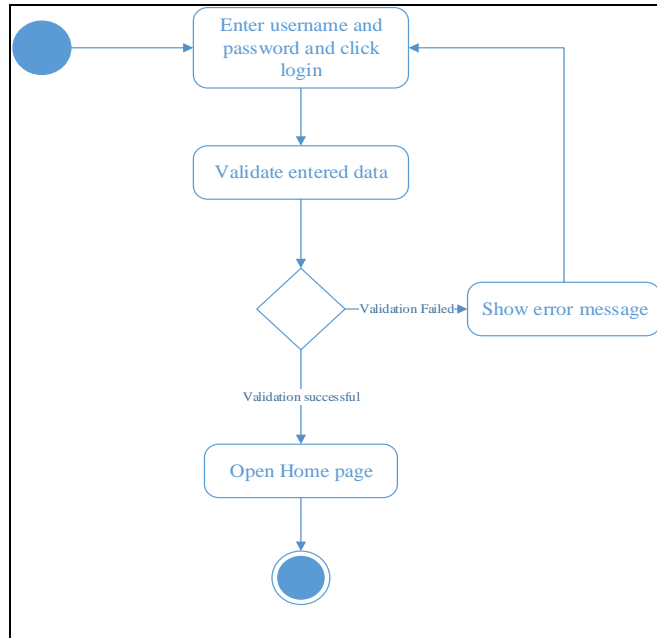 Enter username and
password and click
login
Validate entered data
Validation Failed
Show error message
Validation successful
Open Home page